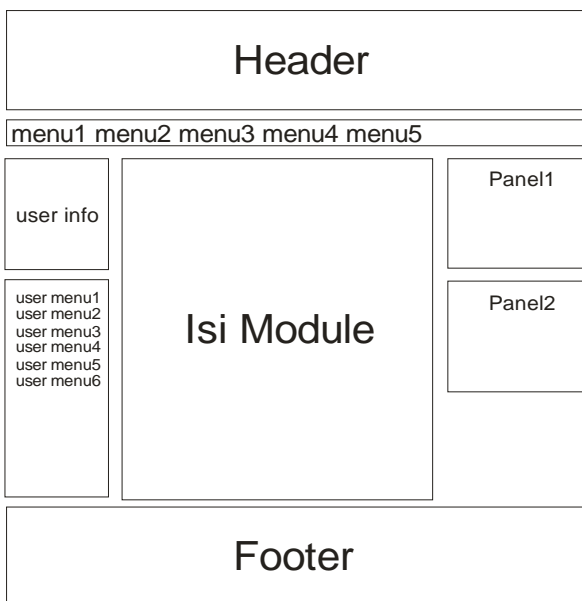 Header
menu1 menu2 menu3 menu4 menu5
user info
user menu1
user menu2
user menu3
user menu4
user menu5
user menu6
Isi Module
Panel1
Panel2
Footer